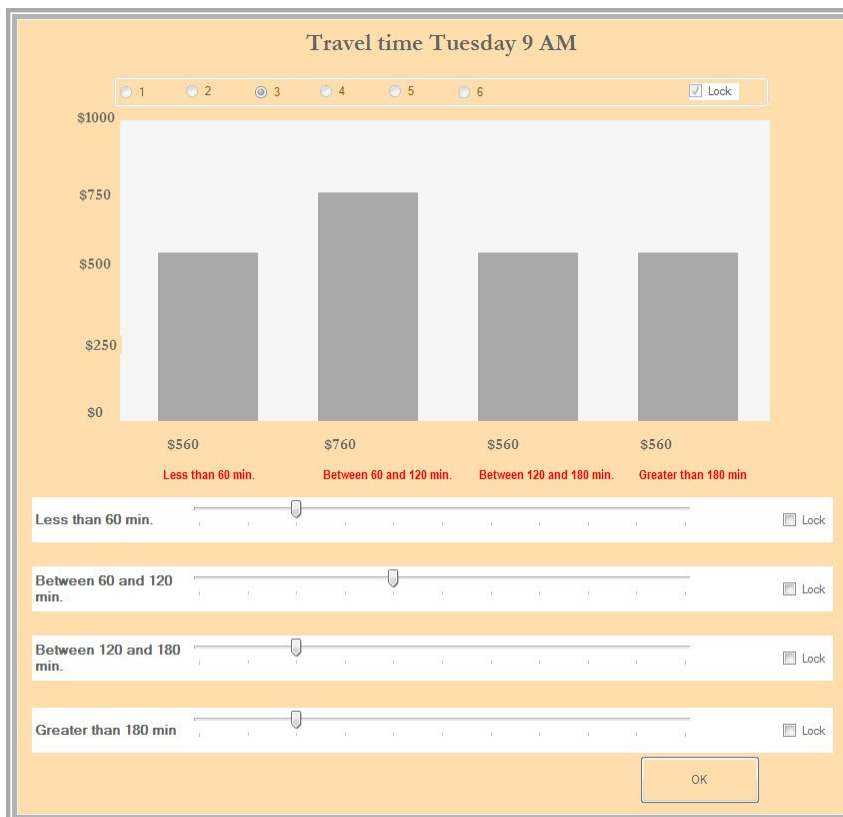 Travel time Tuesday 9 AM
1 2 3 4 5 6 Lock
$1000
$750
$500
$250
$0
$560 $760 $560 $560
Less than 60 min. Between 60 and 120 min. Between 120 and 180 min. Greater than 180 min
Less than 60 min. Lock
Between 60 and 120
min.
Lock
Between 120 and 180
min.
Lock
Greater than 180 min Lock
OK